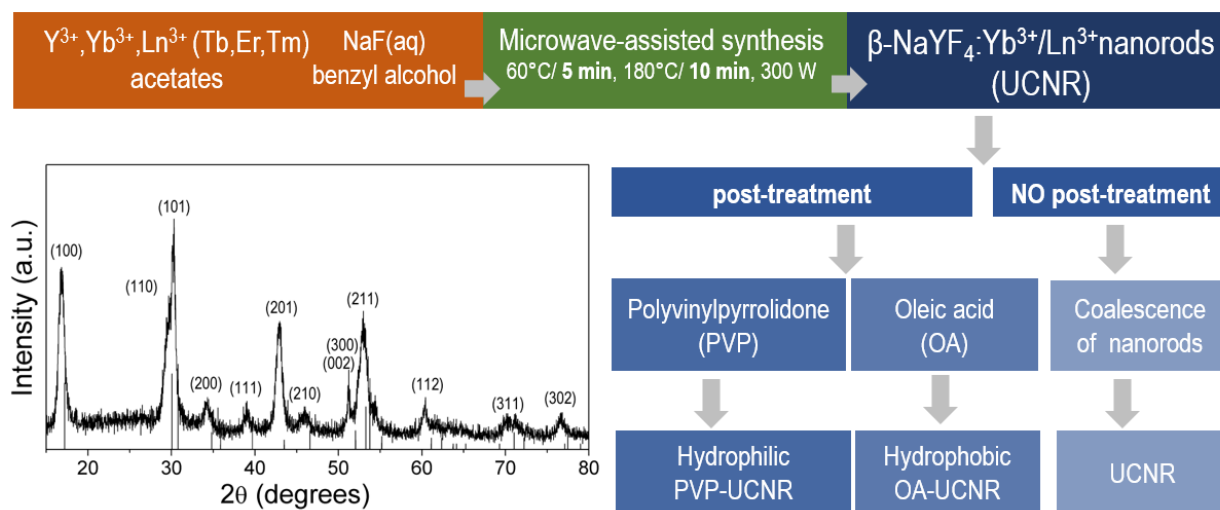 Y³⁺,Yb³⁺,Ln³⁺ (Tb,Er,Tm)
acetates
NaF(aq)
benzyl alcohol
Microwave-assisted synthesis
60°C/ 5 min, 180°C/ 10 min, 300 W
β-NaYF₄:Yb³⁺/Ln³⁺nanorods
(UCNR)
Intensity (a.u.)
(100)
(110)
(101)
(200)
(111)
(201)
(210)
(300)
(002)
(211)
(112)
(311)
(302)
20
30
40
50
60
70
80
2θ (degrees)
post-treatment
NO post-treatment
Polyvinylpyrrolidone
(PVP)
Oleic acid
(OA)
Coalescence
of nanorods
Hydrophilic
PVP-UCNR
Hydrophobic
OA-UCNR
UCNR